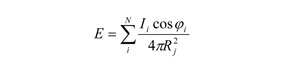 $E = \sum_{i}^{N} \frac{I_i \cos \varphi_i}{4\pi R_j^2}$